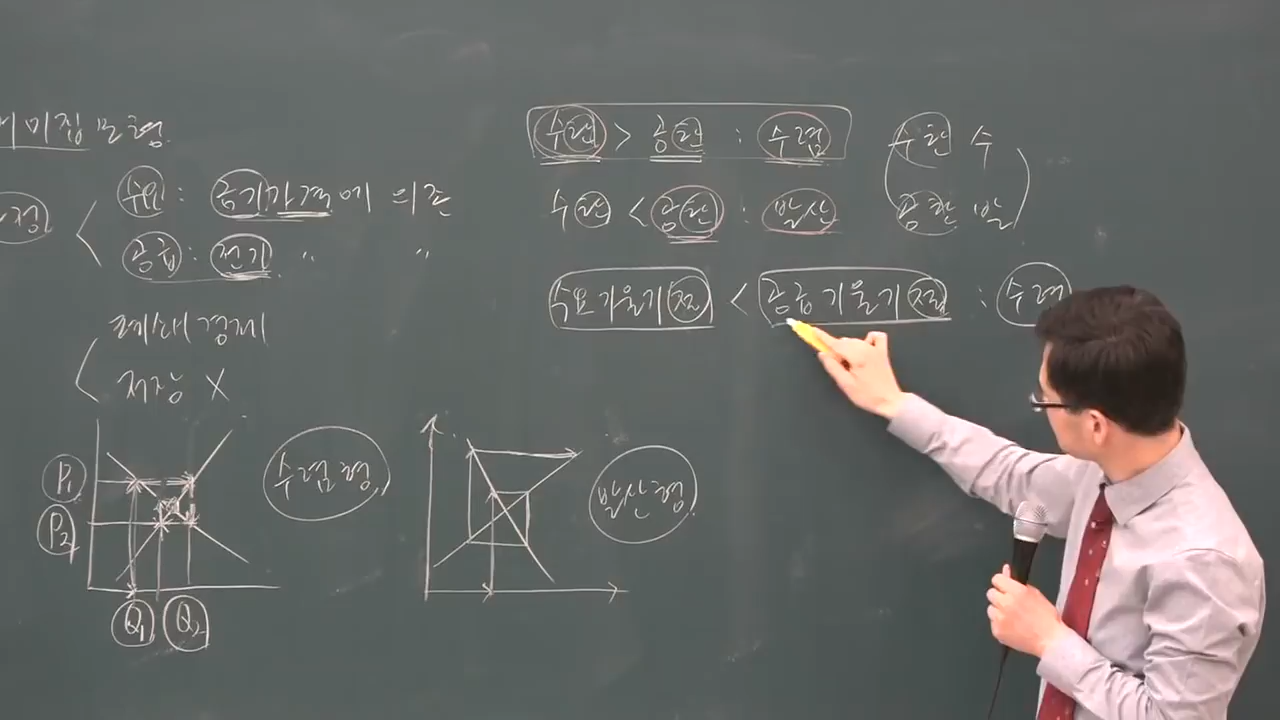 미집 모형
수요 : 동기가격에 의존
공급 : 전기 〃 〃
폐쇄경제
저장 X
P₁
P₂
Q₁ Q₂
수렴형
발산형
수탄 > 공탄 : 수렴
수탄 < 공탄 : 발산
수탄 수
공탄 발
수요기울기(절) < 공급기울기(절) : 수렴